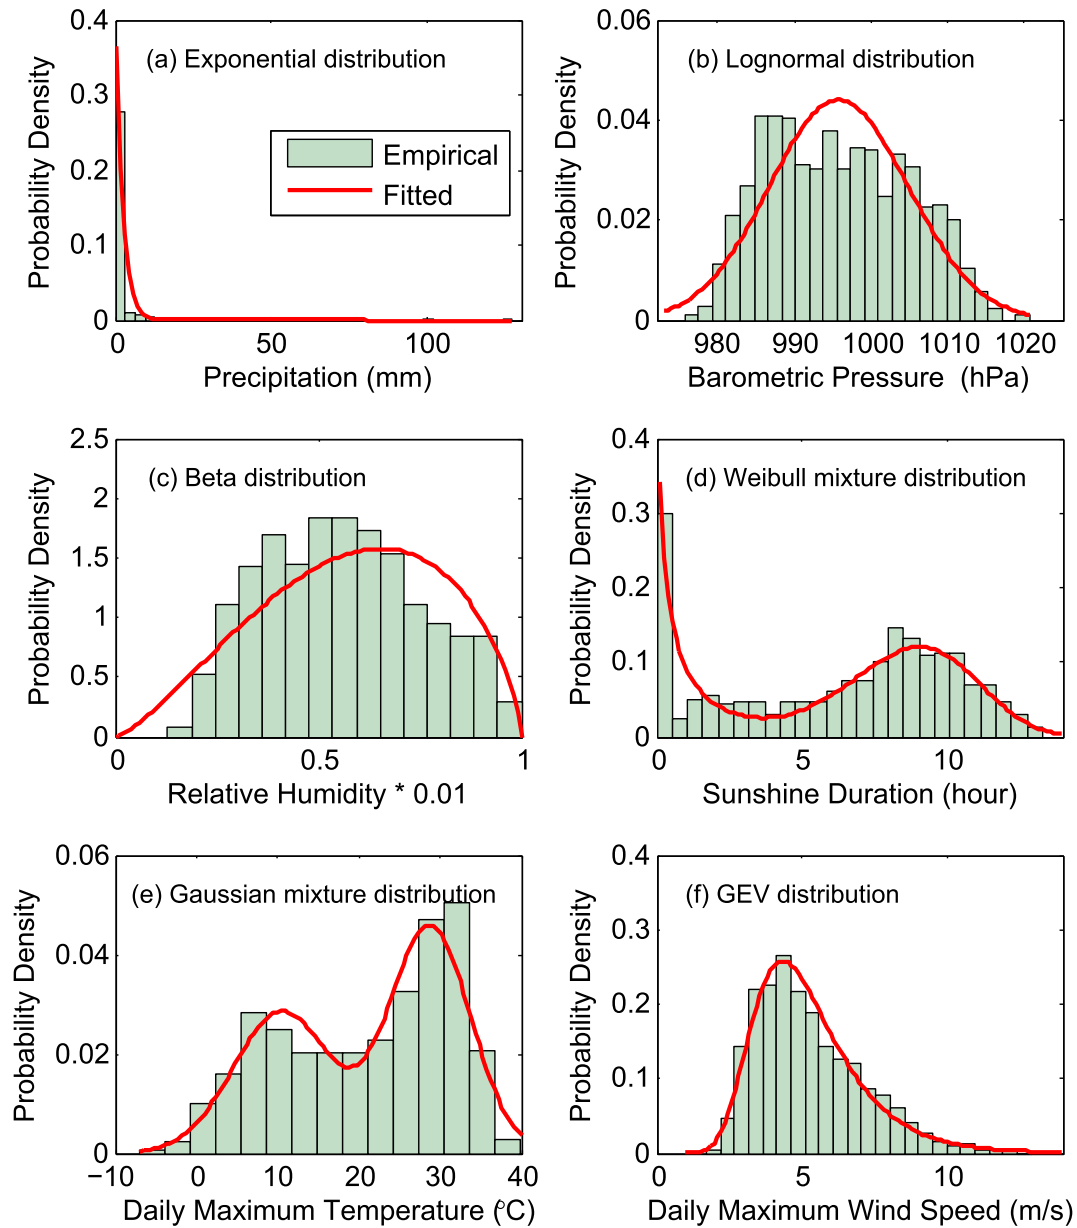 (a) Exponential distribution
Probability Density
0.4
0.3
0.2
0.1
0
Empirical
Fitted
0 50 100
Precipitation (mm)
(b) Lognormal distribution
Probability Density
0.06
0.04
0.02
0
980 990 1000 1010 1020
Barometric Pressure (hPa)
(c) Beta distribution
Probability Density
2.5
2
1.5
1
0.5
0
0 0.5 1
Relative Humidity * 0.01
(d) Weibull mixture distribution
Probability Density
0.4
0.3
0.2
0.1
0
0 5 10
Sunshine Duration (hour)
(e) Gaussian mixture distribution
Probability Density
0.06
0.04
0.02
0
−10 0 10 20 30 40
Daily Maximum Temperature (°C)
(f) GEV distribution
Probability Density
0.4
0.3
0.2
0.1
0
0 5 10
Daily Maximum Wind Speed (m/s)